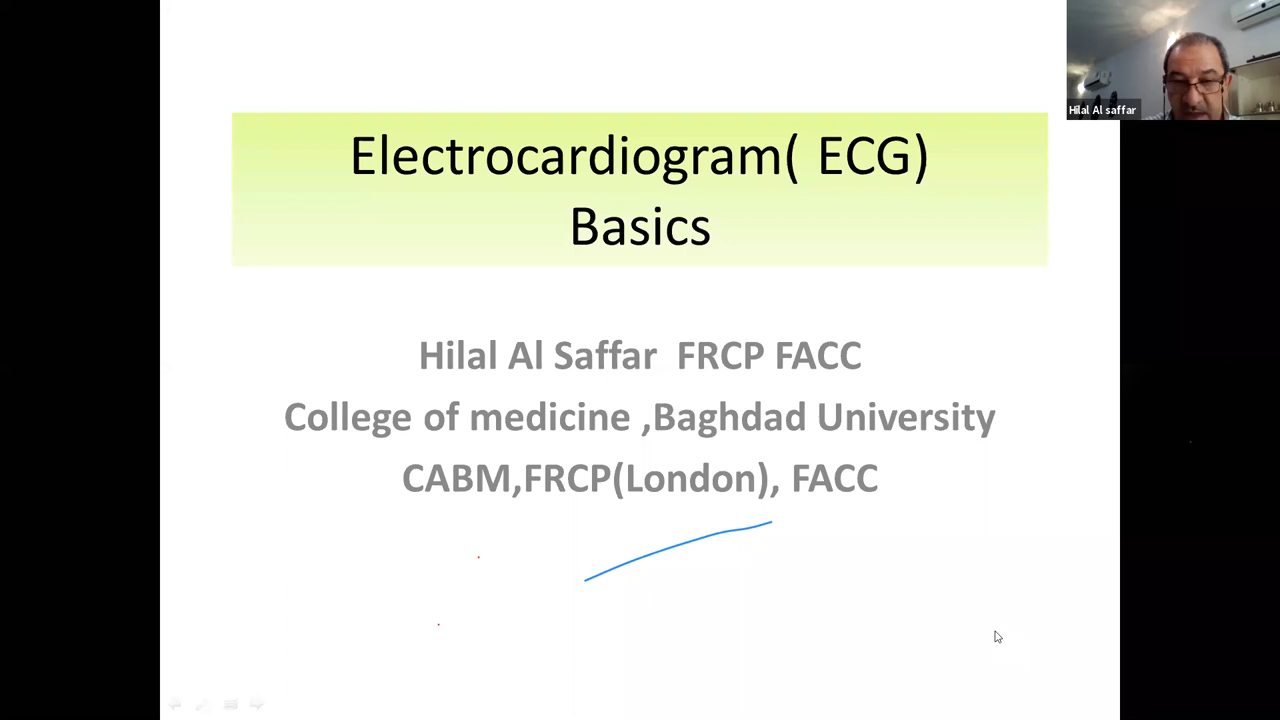 Hilal Al saffar
Electrocardiogram( ECG)
Basics
Hilal Al Saffar  FRCP FACC
College of medicine ,Baghdad University
CABM,FRCP(London), FACC